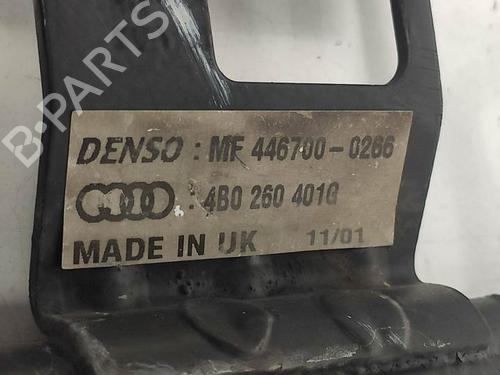 B-PARTS
DENSO : MF 446700-0266
: 4B0 260 401G
MADE IN UK 11/01